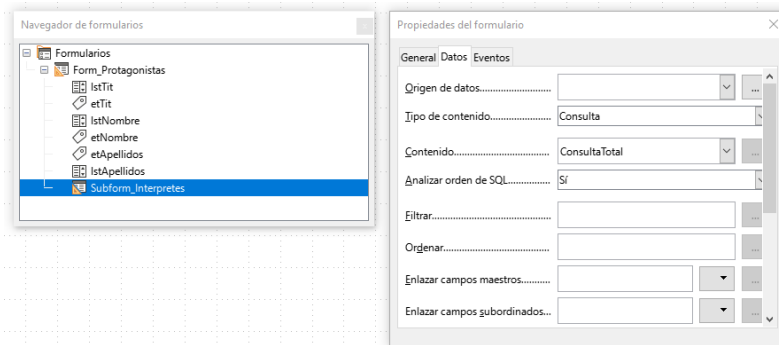 Navegador de formularios
Formularios
Form_Protagonistas
lstTit
etTit
lstNombre
etNombre
etApellidos
lstApellidos
Subform_Interpretes
Propiedades del formulario
General Datos Eventos
Origen de datos...........................
...
Tipo de contenido...................... Consulta
Contenido................................... ConsultaTotal
...
Analizar orden de SQL............... Sí
Filtrar...........................................
...
Ordenar.......................................
...
Enlazar campos maestros...........
...
Enlazar campos subordinados...
...